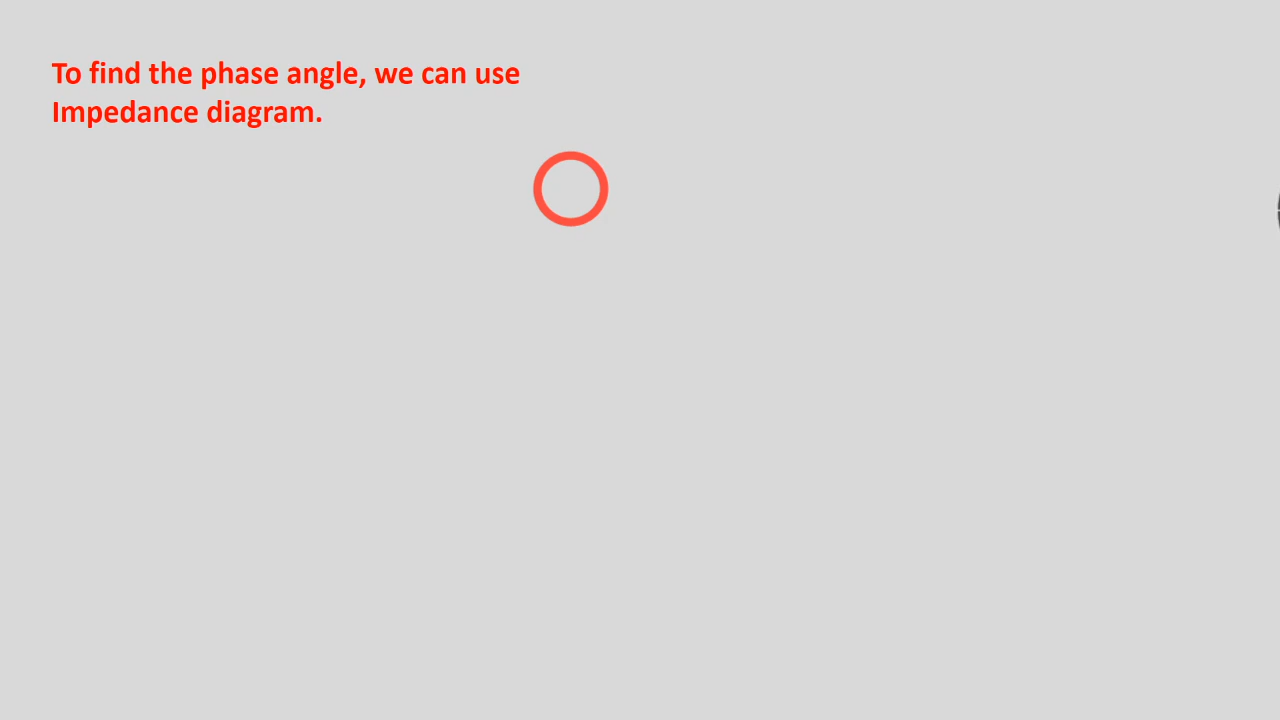 To find the phase angle, we can use
Impedance diagram.